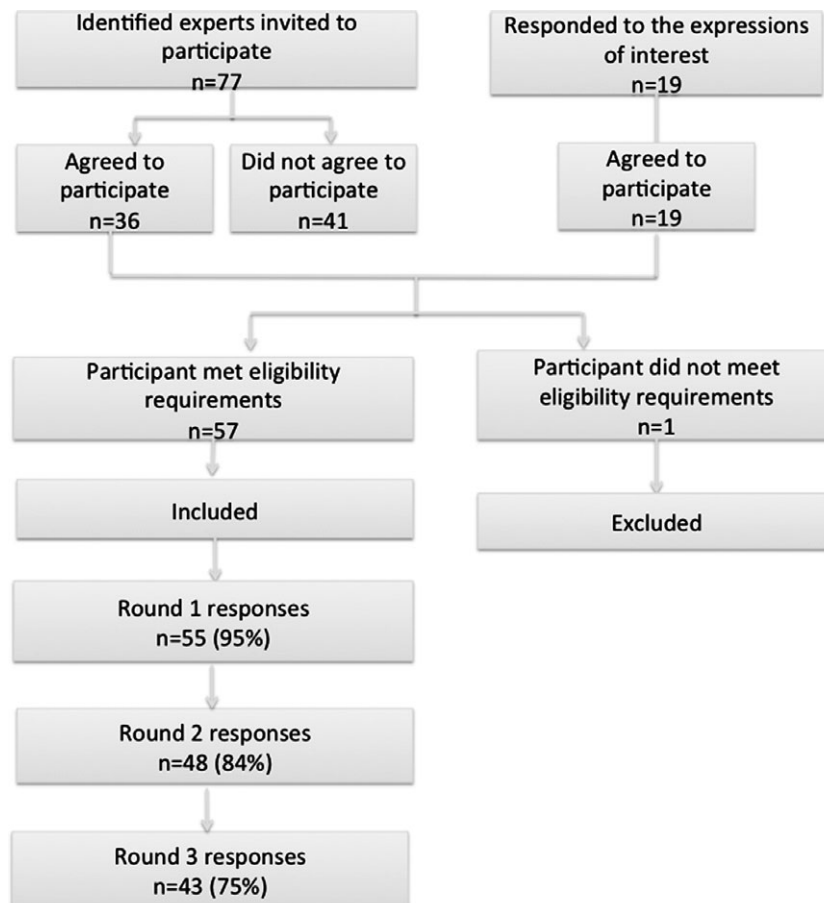 Identified experts invited to
participate
n=77
Responded to the expressions
of interest
n=19
Agreed to
participate
n=36
Did not agree to
participate
n=41
Agreed to
participate
n=19
Participant met eligibility
requirements
n=57
Participant did not meet
eligibility requirements
n=1
Included
Excluded
Round 1 responses
n=55 (95%)
Round 2 responses
n=48 (84%)
Round 3 responses
n=43 (75%)